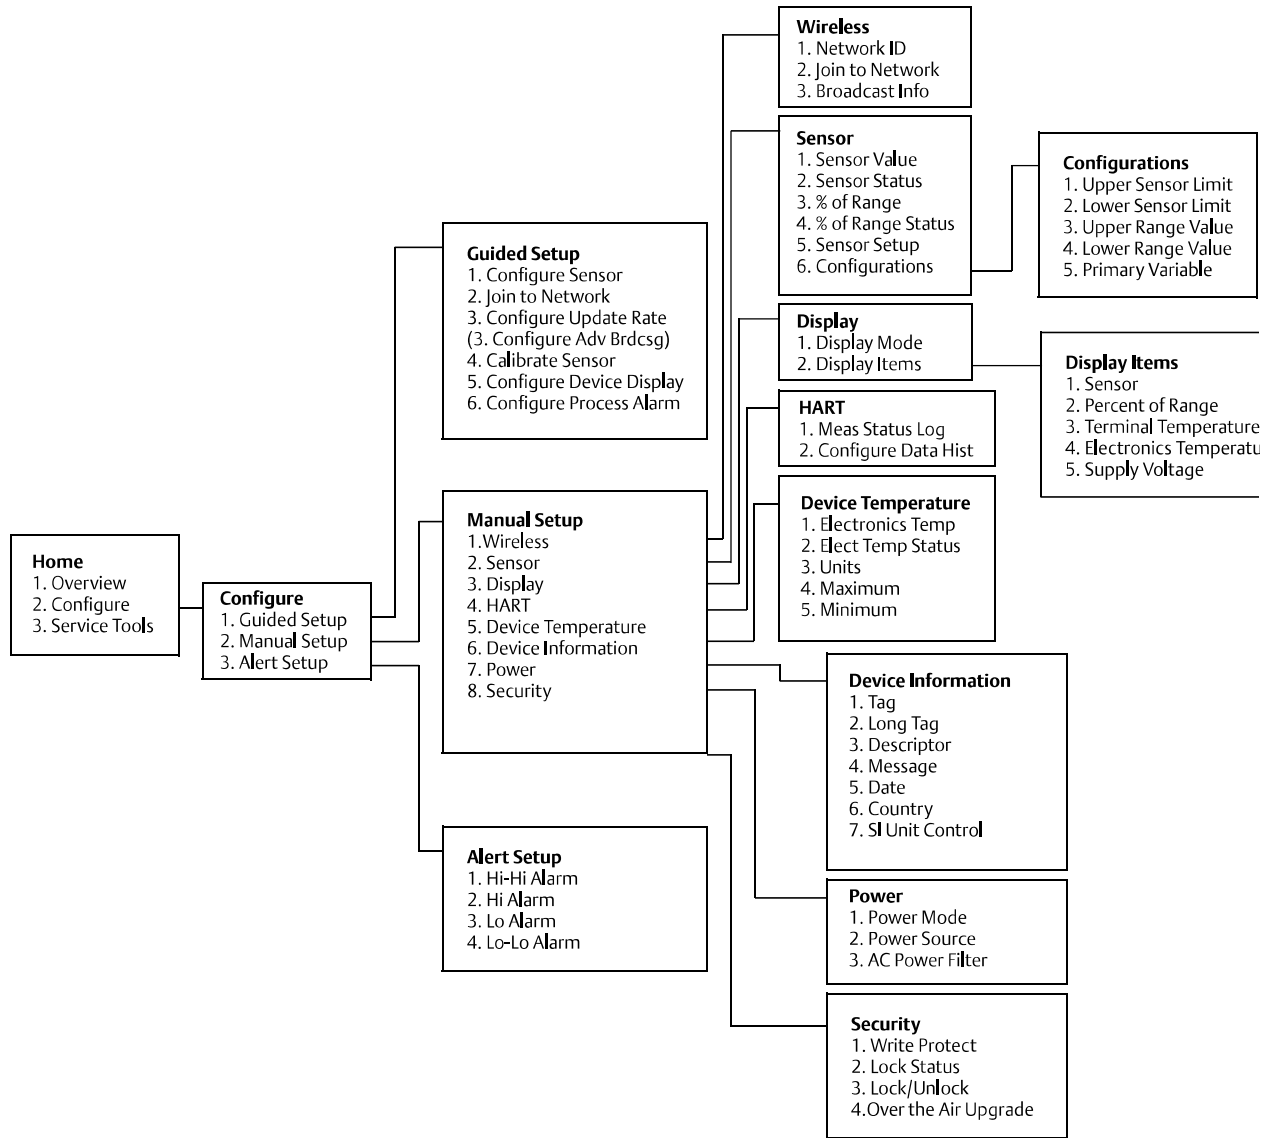 Home
1. Overview
2. Configure
3. Service Tools
Configure
1. Guided Setup
2. Manual Setup
3. Alert Setup
Guided Setup
1. Configure Sensor
2. Join to Network
3. Configure Update Rate
(3. Configure Adv Brdcsg)
4. Calibrate Sensor
5. Configure Device Display
6. Configure Process Alarm
Manual Setup
1.Wireless
2. Sensor
3. Display
4. HART
5. Device Temperature
6. Device Information
7. Power
8. Security
Alert Setup
1. Hi-Hi Alarm
2. Hi Alarm
3. Lo Alarm
4. Lo-Lo Alarm
Wireless
1. Network ID
2. Join to Network
3. Broadcast Info
Sensor
1. Sensor Value
2. Sensor Status
3. % of Range
4. % of Range Status
5. Sensor Setup
6. Configurations
Configurations
1. Upper Sensor Limit
2. Lower Sensor Limit
3. Upper Range Value
4. Lower Range Value
5. Primary Variable
Display
1. Display Mode
2. Display Items
Display Items
1. Sensor
2. Percent of Range
3. Terminal Temperature
4. Electronics Temperatu
5. Supply Voltage
HART
1. Meas Status Log
2. Configure Data Hist
Device Temperature
1. Electronics Temp
2. Elect Temp Status
3. Units
4. Maximum
5. Minimum
Device Information
1. Tag
2. Long Tag
3. Descriptor
4. Message
5. Date
6. Country
7. SI Unit Control
Power
1. Power Mode
2. Power Source
3. AC Power Filter
Security
1. Write Protect
2. Lock Status
3. Lock/Unlock
4.Over the Air Upgrade